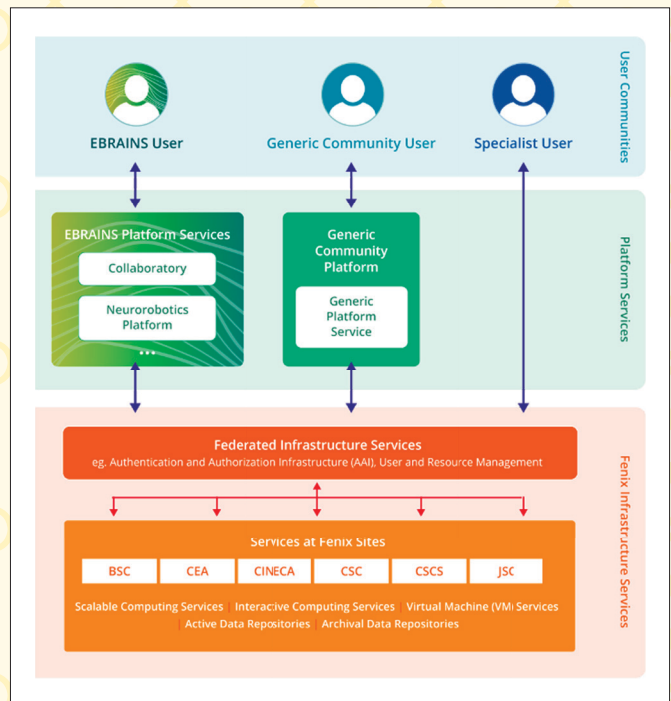 EBRAINS User
Generic Community User
Specialist User
User Communities
EBRAINS Platform Services
Collaboratory
Neurorobotics
Platform
...
Generic
Community
Platform
Generic
Platform
Service
Platform Services
Federated Infrastructure Services
eg. Authentication and Authorization Infrastructure (AAI), User and Resource Management
Services at Fenix Sites
BSC
CEA
CINECA
CSC
CSCS
JSC
Scalable Computing Services | Interactive Computing Services | Virtual Machine (VM) Services
| Active Data Repositories | Archival Data Repositories
Fenix Infrastructure Services